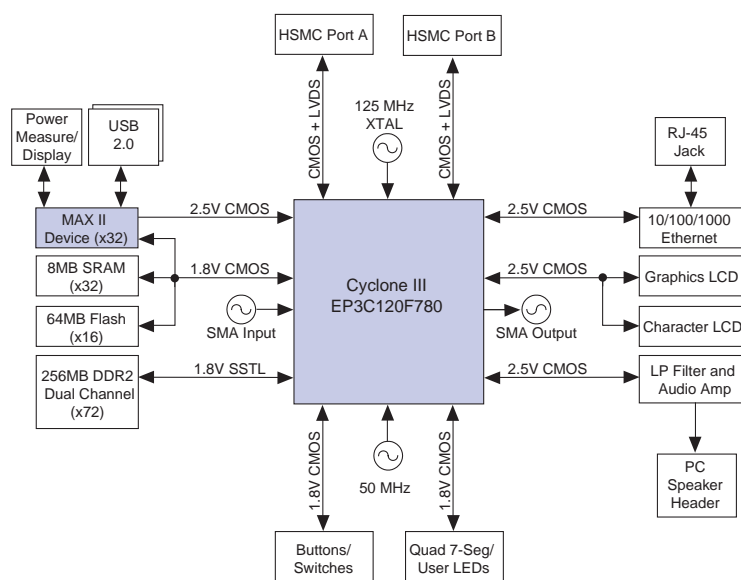 HSMC Port A
HSMC Port B
CMOS + LVDS
125 MHz
XTAL
CMOS + LVDS
Power
Measure/
Display
USB
2.0
RJ-45
Jack
MAX II
Device (x32)
2.5V CMOS
2.5V CMOS
10/100/1000
Ethernet
8MB SRAM
(x32)
1.8V CMOS
Cyclone III
EP3C120F780
2.5V CMOS
Graphics LCD
64MB Flash
(x16)
SMA Input
SMA Output
Character LCD
256MB DDR2
Dual Channel
(x72)
1.8V SSTL
2.5V CMOS
LP Filter and
Audio Amp
1.8V CMOS
50 MHz
1.8V CMOS
PC
Speaker
Header
Buttons/
Switches
Quad 7-Seg/
User LEDs